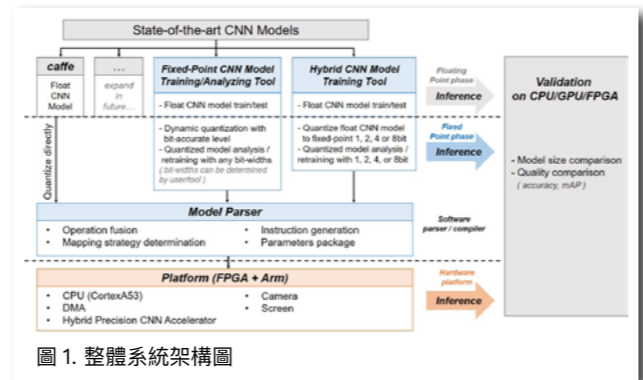 State-of-the-art CNN Models
caffe
Float
CNN
Model
...
expand
in
future...
Fixed-Point CNN Model
Training/Analyzing Tool
- Float CNN model train/test
- Dynamic quantization with
bit-accurate level
- Quantized model analysis /
retraining with any bit-widths
( bit-widths can be determined
by user/tool )
Hybrid CNN Model
Training Tool
- Float CNN model train/test
- Quantize float CNN model
to fixed-point 1, 2, 4, or 8bit
- Quantized model analysis /
retraining with 1, 2, 4, or 8bit
Floating
Point phase
Inference
Fixed
Point phase
Inference
Validation
on CPU/GPU/FPGA
- Model size comparison
- Quality comparison
( accuracy, mAP )
Quantize directly
Model Parser
• Operation fusion
• Mapping strategy determination
• Instruction generation
• Parameters package
Software
parser / compiler
Platform (FPGA + Arm)
• CPU (CortexA53)
• DMA
• Hybrid Precision CNN Accelerator
• Camera
• Screen
Hardware
platform
Inference
圖 1. 整體系統架構圖